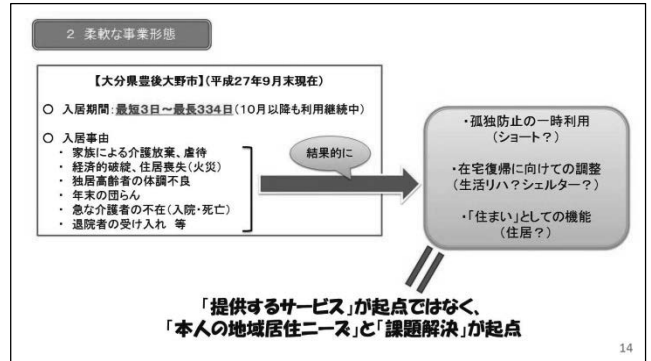 2 柔軟な事業形態
【大分県豊後大野市】(平成27年9月末現在)
○ 入居期間:最短3日~最長334日(10月以降も利用継続中)
○ 入居事由
・ 家族による介護放棄、虐待
・ 経済的破綻、住居喪失(火災)
・ 独居高齢者の体調不良
・ 年末の団らん
・ 急な介護者の不在(入院・死亡)
・ 退院者の受け入れ 等
結果的に
・孤独防止の一時利用
(ショート?)
・在宅復帰に向けての調整
(生活リハ?シェルター?)
・「住まい」としての機能
(住居?)
「提供するサービス」が起点ではなく、
「本人の地域居住ニーズ」と「課題解決」が起点
14